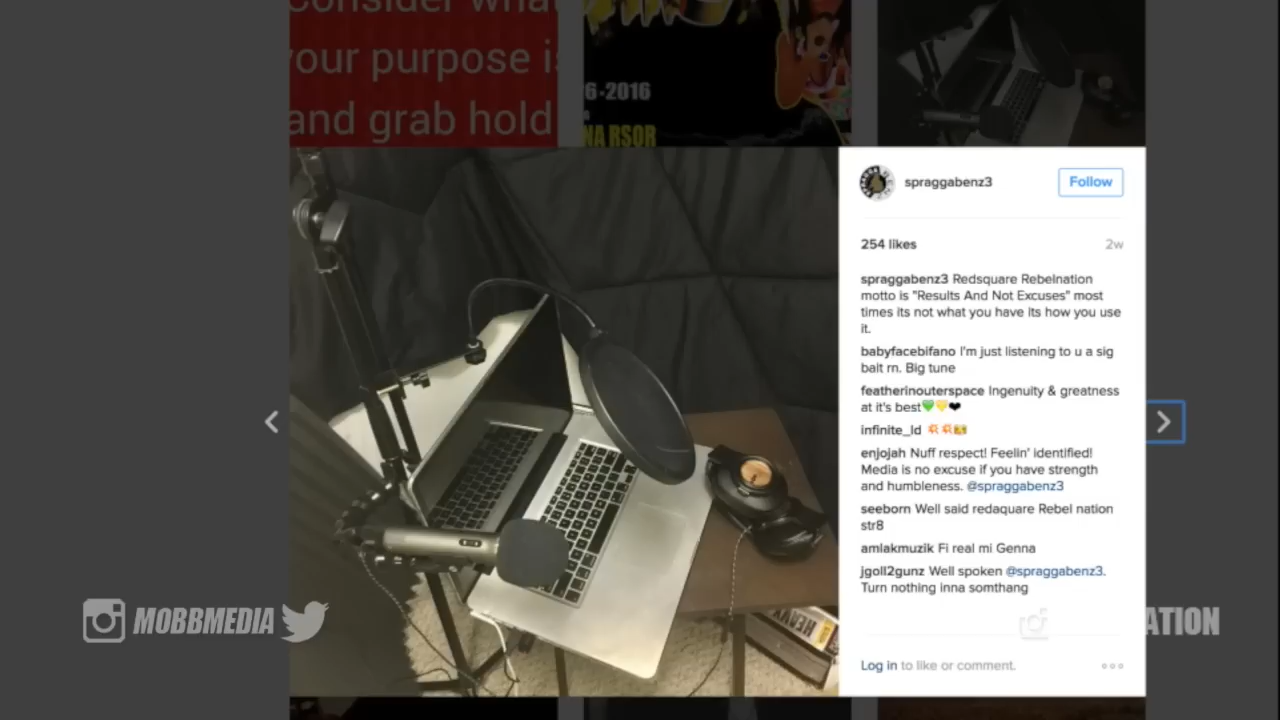 Consider what
your purpose is
and grab hold
6-2016
NA RSOR
spraggabenz3
Follow
254 likes
2w
spraggabenz3 Redsquare Rebelnation
motto is "Results And Not Excuses" most
times its not what you have its how you use
it.
babyfacebifano I'm just listening to u a sig
bait rn. Big tune
featherinouterspace Ingenuity & greatness
at it's best💚💛🖤
infinite_ld 💥💥📸
enjojah Nuff respect! Feelin' identified!
Media is no excuse if you have strength
and humbleness. @spraggabenz3
seeborn Well said redaquare Rebel nation
str8
amlakmuzik Fi real mi Genna
jgoll2gunz Well spoken @spraggabenz3.
Turn nothing inna somthang
MOBBMEDIA
ATION
Log in to like or comment.